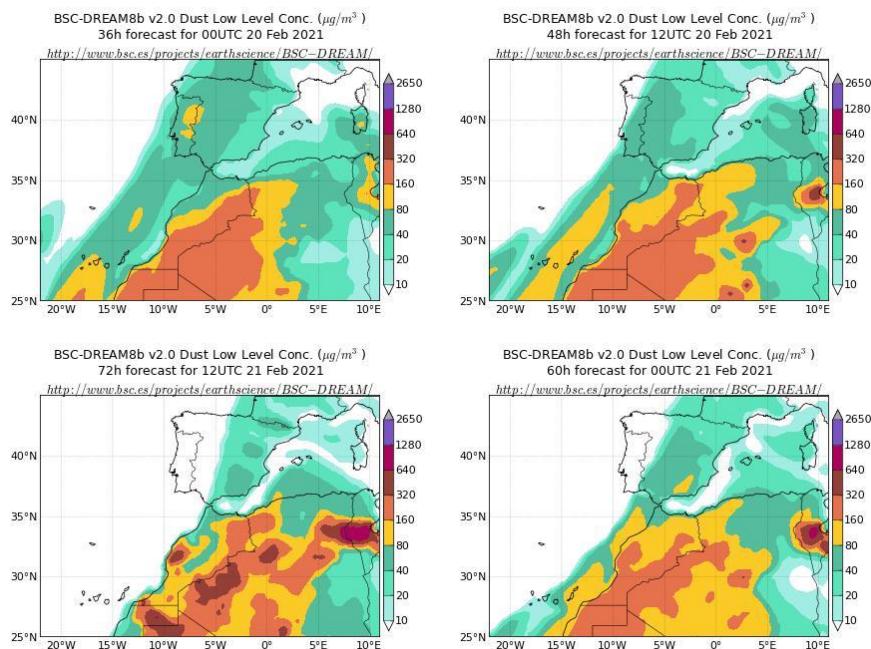 BSC-DREAM8b v2.0 Dust Low Level Conc. (μg/m³ )
36h forecast for 00UTC 20 Feb 2021
http://www.bsc.es/projects/earthscience/BSC−DREAM/
40°N
35°N
30°N
25°N
20°W 15°W 10°W 5°W 0°E 5°E 10°E
2650
1280
640
320
160
80
40
20
10
BSC-DREAM8b v2.0 Dust Low Level Conc. (μg/m³ )
48h forecast for 12UTC 20 Feb 2021
http://www.bsc.es/projects/earthscience/BSC−DREAM/
40°N
35°N
30°N
25°N
20°W 15°W 10°W 5°W 0°E 5°E 10°E
2650
1280
640
320
160
80
40
20
10
BSC-DREAM8b v2.0 Dust Low Level Conc. (μg/m³ )
72h forecast for 12UTC 21 Feb 2021
http://www.bsc.es/projects/earthscience/BSC−DREAM/
40°N
35°N
30°N
25°N
20°W 15°W 10°W 5°W 0°E 5°E 10°E
2650
1280
640
320
160
80
40
20
10
BSC-DREAM8b v2.0 Dust Low Level Conc. (μg/m³ )
60h forecast for 00UTC 21 Feb 2021
http://www.bsc.es/projects/earthscience/BSC−DREAM/
40°N
35°N
30°N
25°N
20°W 15°W 10°W 5°W 0°E 5°E 10°E
2650
1280
640
320
160
80
40
20
10